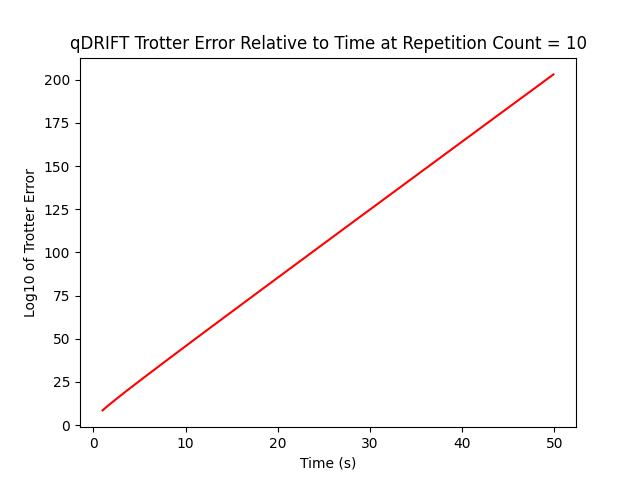 qDRIFT Trotter Error Relative to Time at Repetition Count = 10
200
175
150
125
100
75
50
25
0
Log10 of Trotter Error
0 10 20 30 40 50
Time (s)